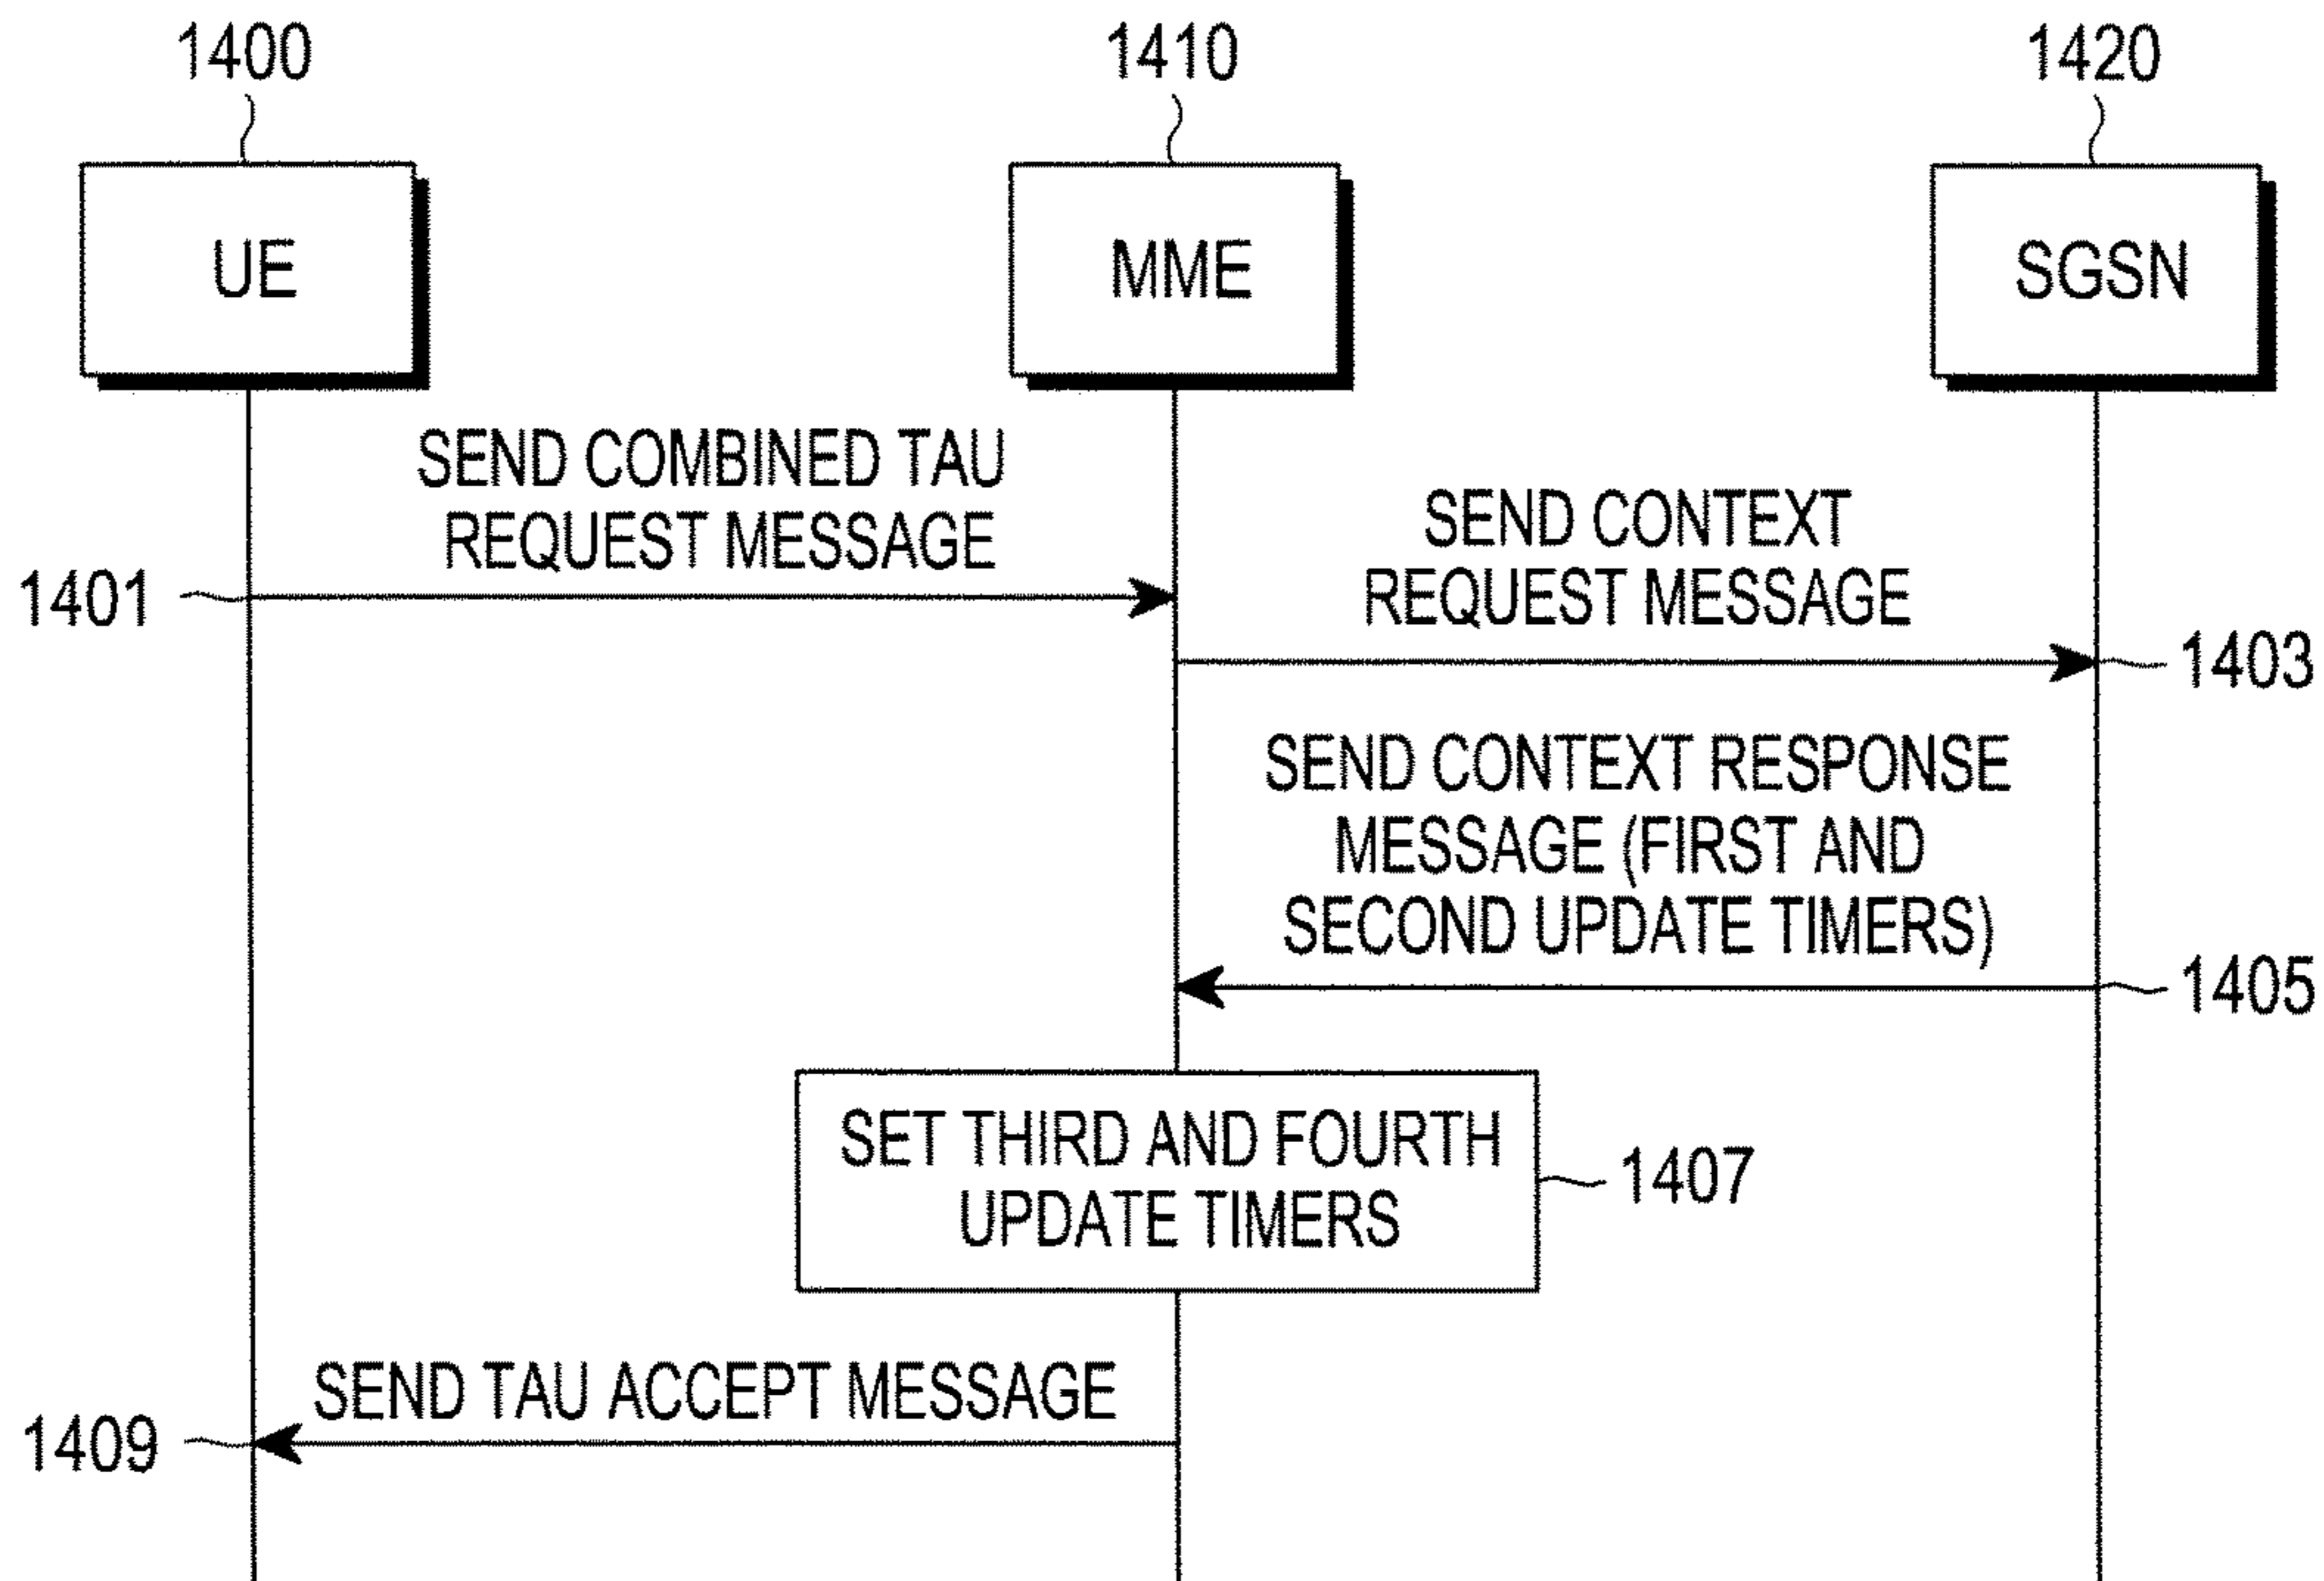 1400
1410
1420
UE
MME
SGSN
SEND COMBINED TAU
REQUEST MESSAGE
1401
SEND CONTEXT
REQUEST MESSAGE
1403
SEND CONTEXT RESPONSE
MESSAGE (FIRST AND
SECOND UPDATE TIMERS)
1405
SET THIRD AND FOURTH
UPDATE TIMERS
1407
SEND TAU ACCEPT MESSAGE
1409